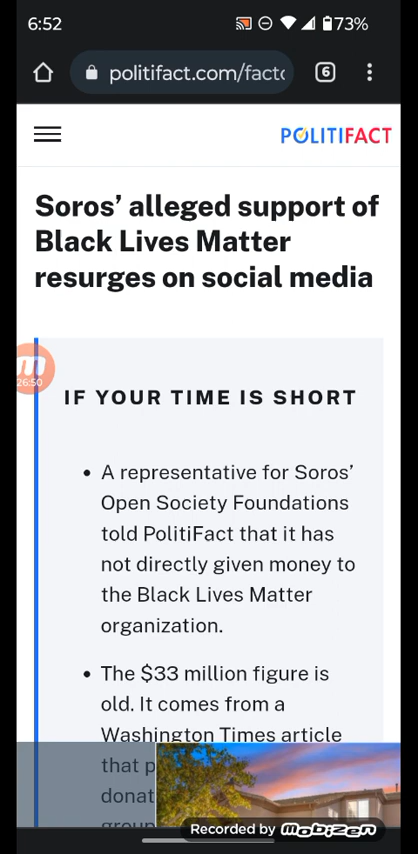 6:52
73%
politifact.com/factc
6
POLITIFACT
Soros’ alleged support of
Black Lives Matter
resurges on social media
26:50
IF YOUR TIME IS SHORT
• A representative for Soros’
Open Society Foundations
told PolitiFact that it has
not directly given money to
the Black Lives Matter
organization.
• The $33 million figure is
old. It comes from a
Washington Times article
that p
donat
Recorded by Mobizen